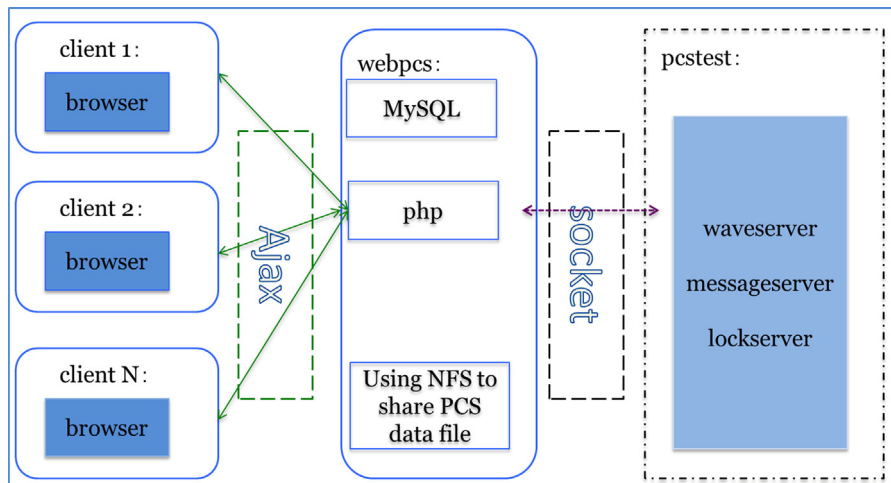 client 1:
browser
client 2:
browser
client N:
browser
Ajax
webpcs:
MySQL
php
Using NFS to
share PCS
data file
socket
pcstest:
waveserver
messageserver
lockserver